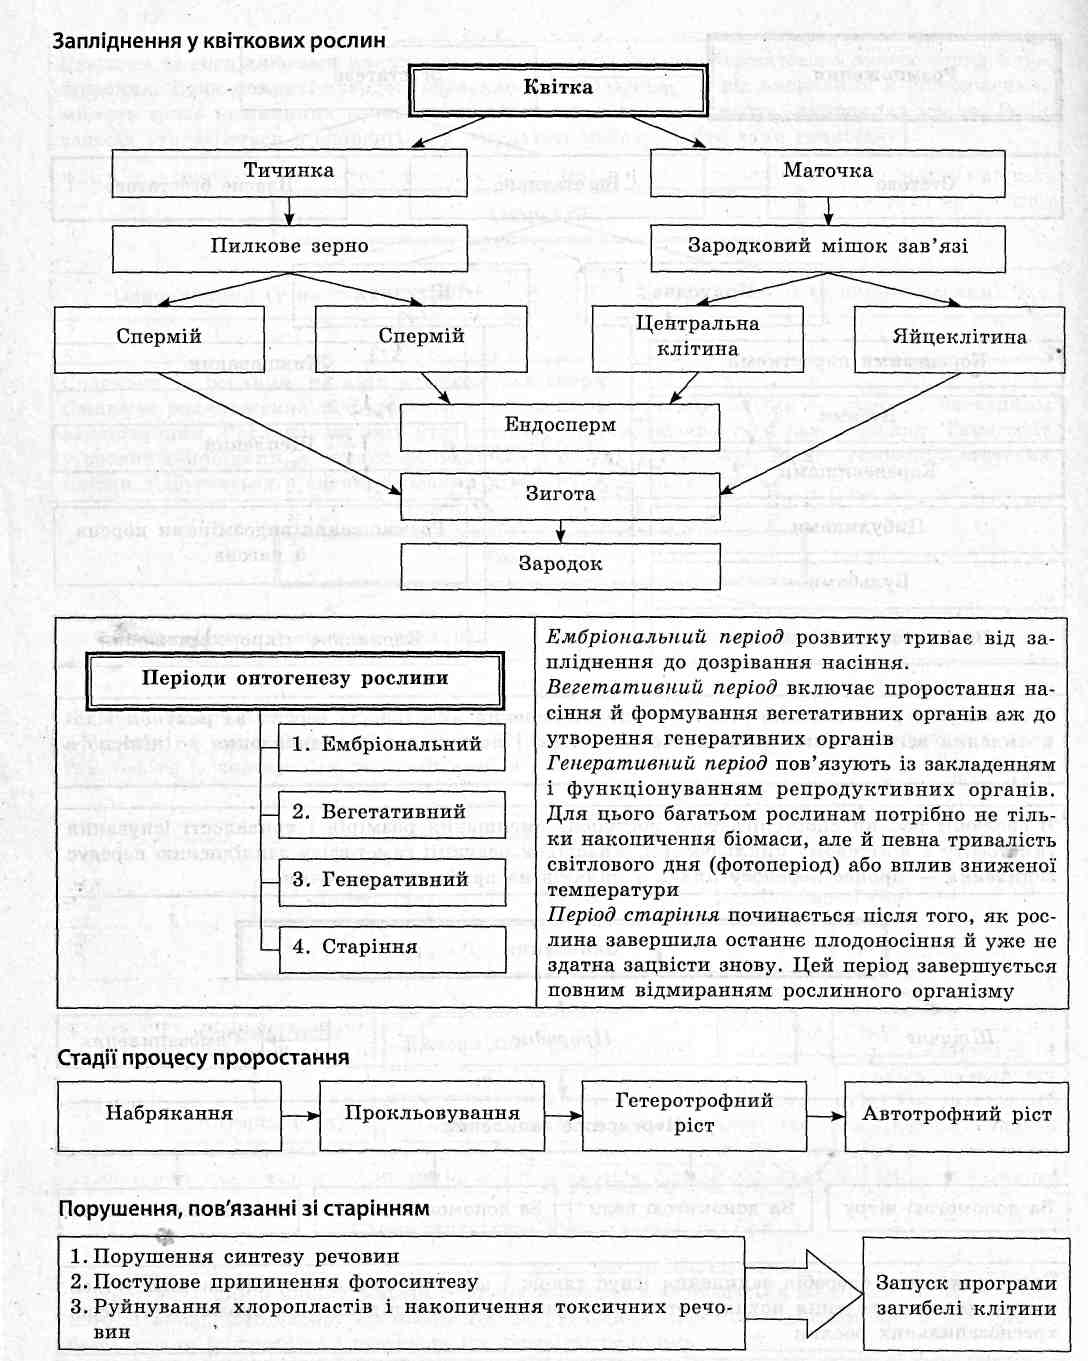 Запліднення у квіткових рослин
Квітка
Тичинка
Маточка
Пилкове зерно
Зародковий мішок зав’язі
Спермій
Спермій
Центральна
клітина
Яйцеклітина
Ендосперм
Зигота
Зародок
Періоди онтогенезу рослини
1. Ембріональний
2. Вегетативний
3. Генеративний
4. Старіння
Ембріональний період розвитку триває від за-
пліднення до дозрівання насіння.
Вегетативний період включає проростання на-
сіння й формування вегетативних органів аж до
утворення генеративних органів
Генеративний період пов’язують із закладенням
і функціонуванням репродуктивних органів.
Для цього багатьом рослинам потрібно не тіль-
ки накопичення біомаси, але й певна тривалість
світлового дня (фотоперіод) або вплив зниженої
температури
Період старіння починається після того, як рос-
лина завершила останнє плодоносіння й уже не
здатна зацвісти знову. Цей період завершується
повним відмиранням рослинного організму
Стадії процесу проростання
Набрякання
Прокльовування
Гетеротрофний
ріст
Автотрофний ріст
Порушення, пов’язанні зі старінням
1. Порушення синтезу речовин
2. Поступове припинення фотосинтезу
3. Руйнування хлоропластів і накопичення токсичних речо-
вин
Запуск програми
загибелі клітини